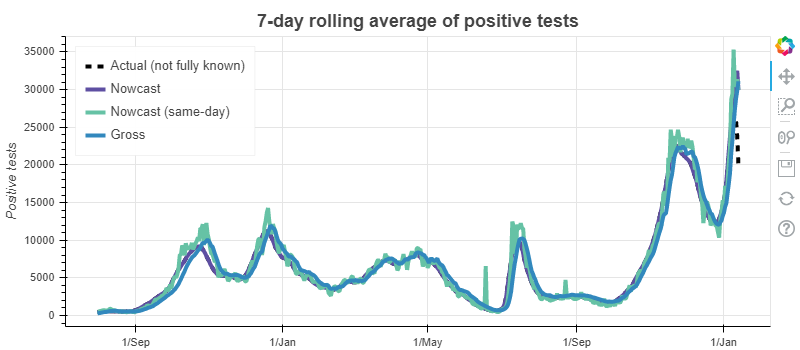 7-day rolling average of positive tests
Positive tests
35000
30000
25000
20000
15000
10000
5000
0
Actual (not fully known)
Nowcast
Nowcast (same-day)
Gross
1/Sep
1/Jan
1/May
1/Sep
1/Jan